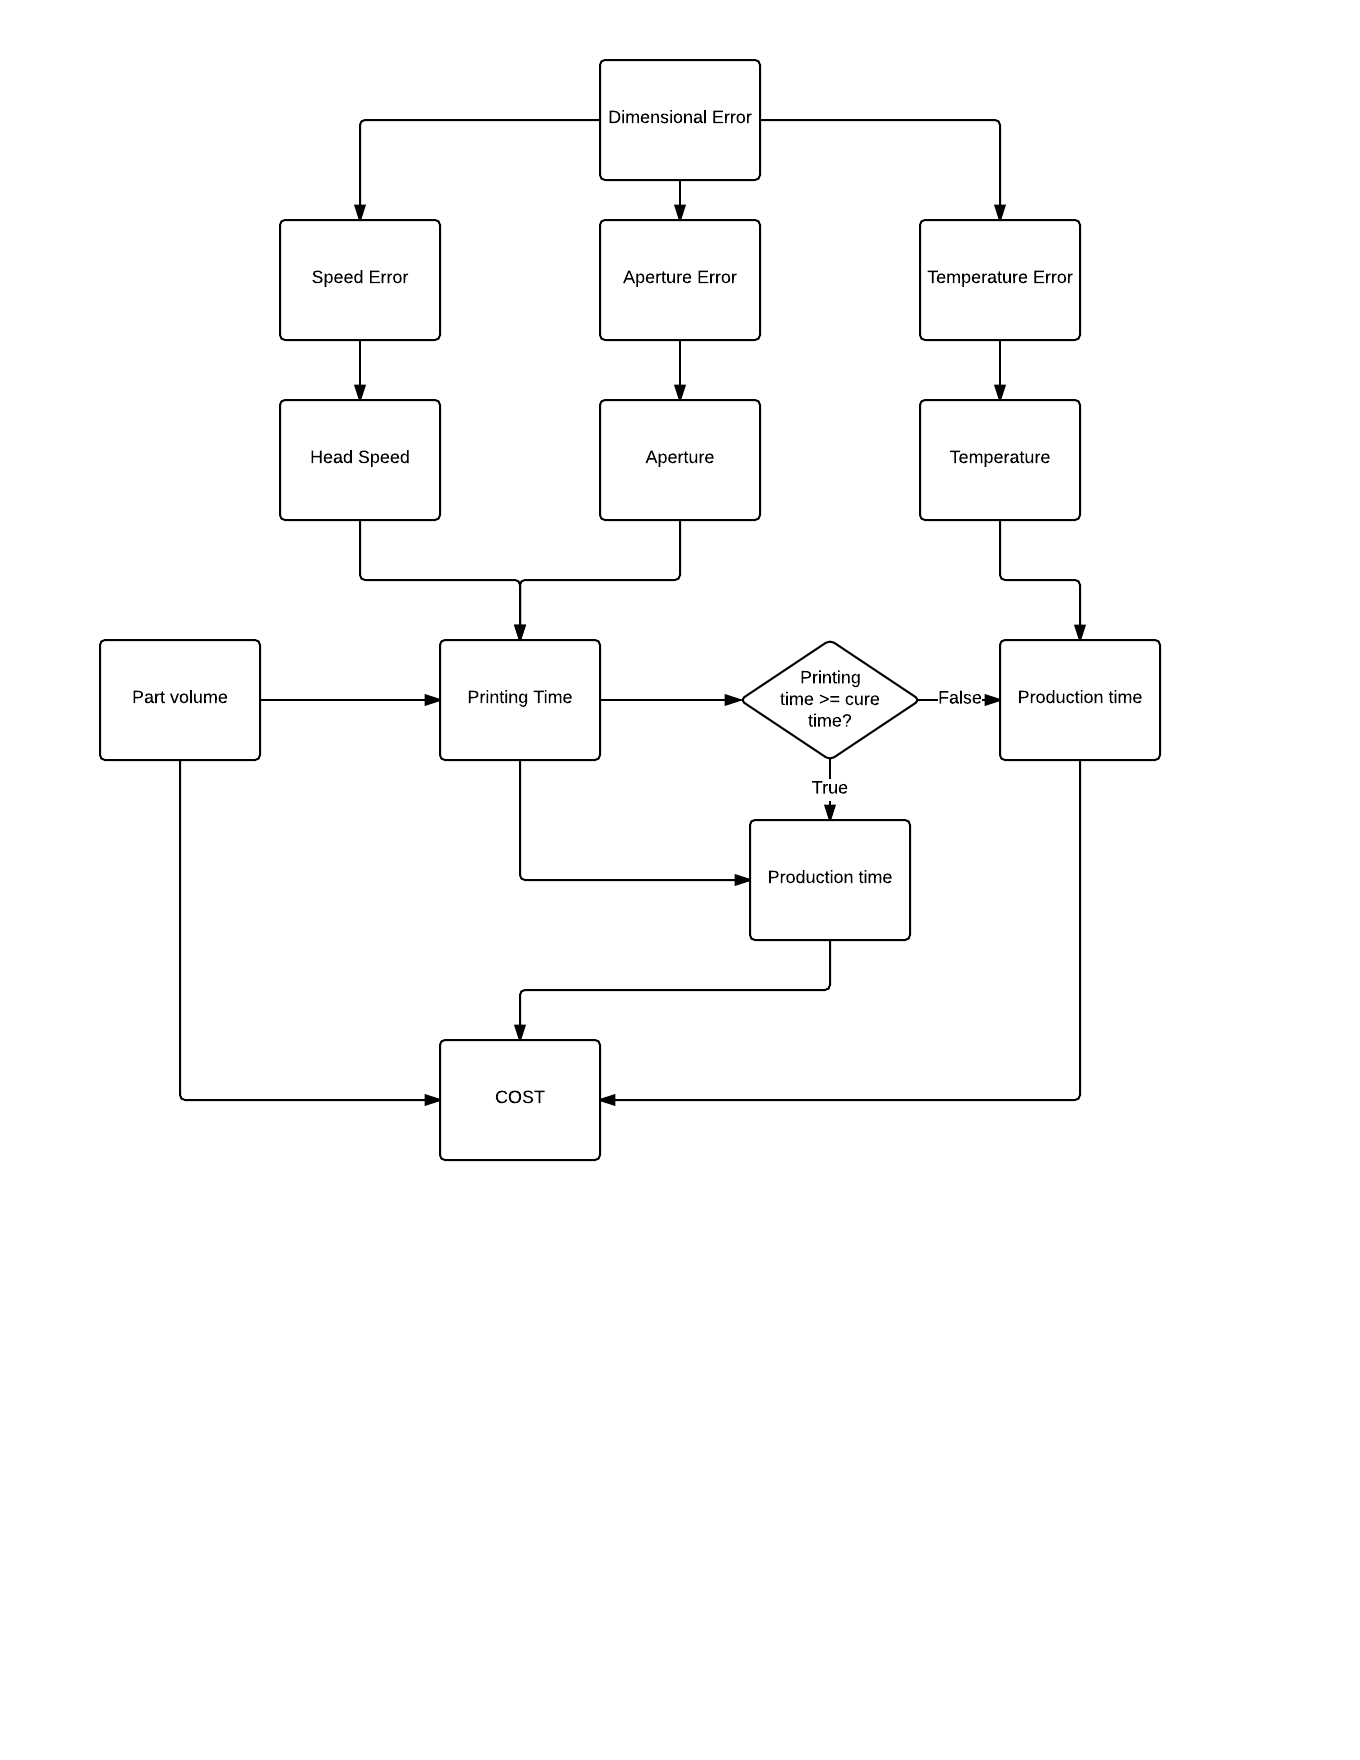 Dimensional Error
Speed Error
Aperture Error
Temperature Error
Head Speed
Aperture
Temperature
Part volume
Printing Time
Printing
time >= cure
time?
False
Production time
True
Production time
COST